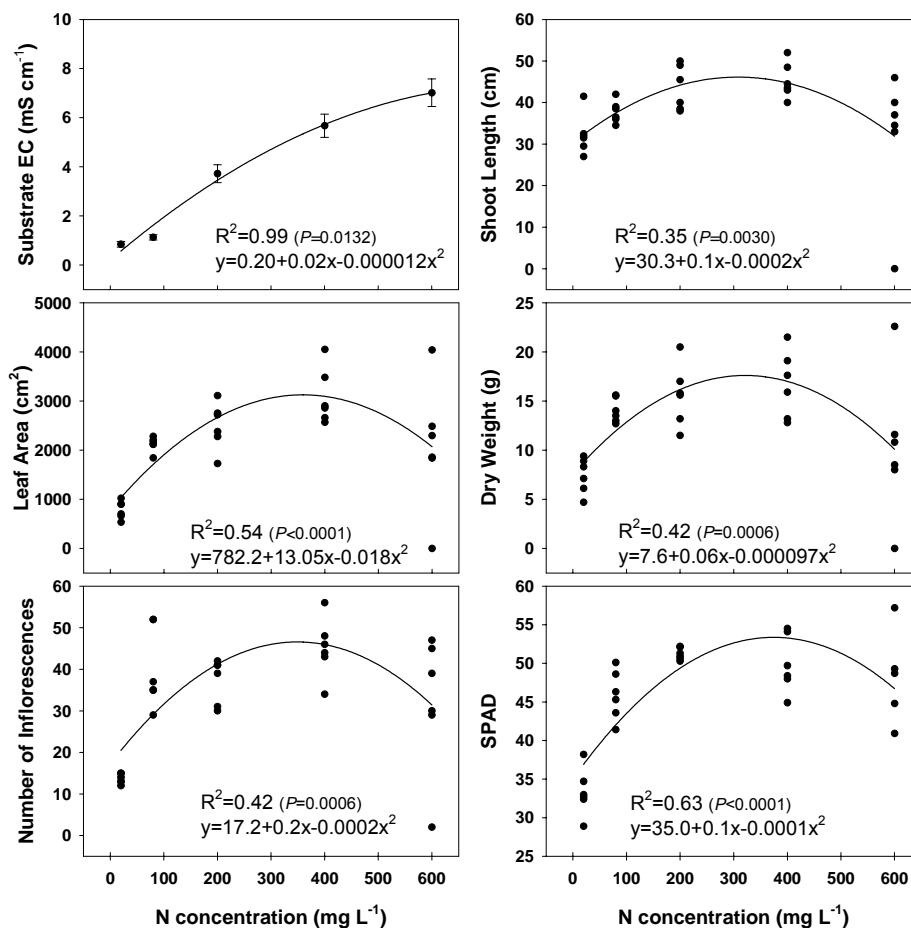 Substrate EC (mS cm⁻¹)
10
8
6
4
2
0
R²=0.99 (P=0.0132)
y=0.20+0.02x-0.000012x²
Shoot Length (cm)
60
50
40
30
20
10
0
R²=0.35 (P=0.0030)
y=30.3+0.1x-0.0002x²
Leaf Area (cm²)
5000
4000
3000
2000
1000
0
R²=0.54 (P<0.0001)
y=782.2+13.05x-0.018x²
Dry Weight (g)
25
20
15
10
5
0
R²=0.42 (P=0.0006)
y=7.6+0.06x-0.000097x²
Number of Inflorescences
60
50
40
30
20
10
0
R²=0.42 (P=0.0006)
y=17.2+0.2x-0.0002x²
0 100 200 300 400 500 600
N concentration (mg L⁻¹)
SPAD
60
55
50
45
40
35
30
25
R²=0.63 (P<0.0001)
y=35.0+0.1x-0.0001x²
0 100 200 300 400 500 600
N concentration (mg L⁻¹)